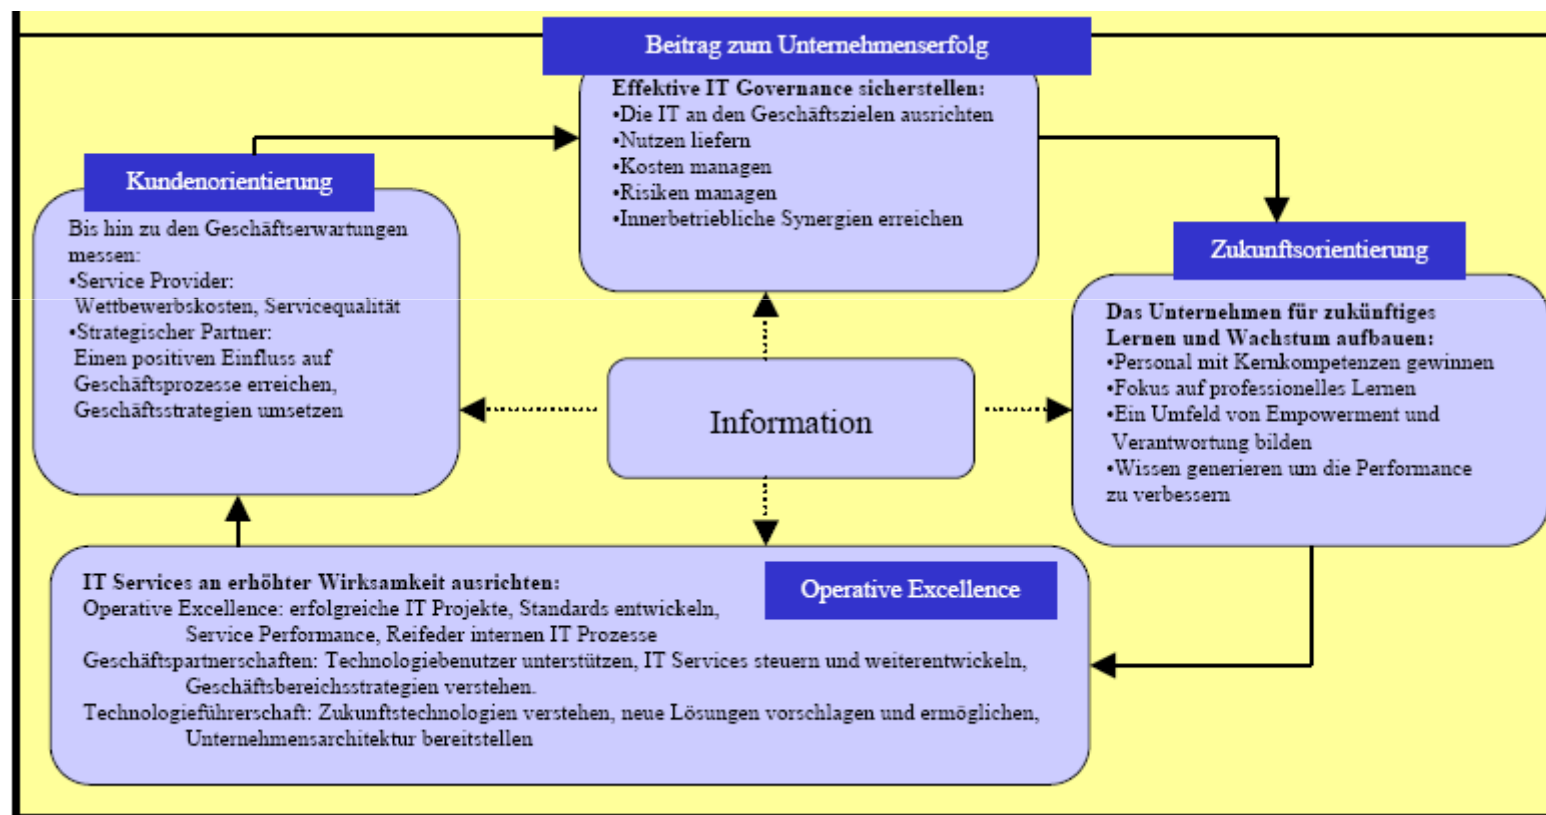 Beitrag zum Unternehmenserfolg
Effektive IT Governance sicherstellen:
•Die IT an den Geschäftszielen ausrichten
•Nutzen liefern
•Kosten managen
•Risiken managen
•Innerbetriebliche Synergien erreichen
Kundenorientierung
Bis hin zu den Geschäftserwartungen
messen:
•Service Provider:
Wettbewerbskosten, Servicequalität
•Strategischer Partner:
Einen positiven Einfluss auf
Geschäftsprozesse erreichen,
Geschäftsstrategien umsetzen
Zukunftsorientierung
Das Unternehmen für zukünftiges
Lernen und Wachstum aufbauen:
•Personal mit Kernkompetenzen gewinnen
•Fokus auf professionelles Lernen
•Ein Umfeld von Empowerment und
Verantwortung bilden
•Wissen generieren um die Performance
zu verbessern
Information
Operative Excellence
IT Services an erhöhter Wirksamkeit ausrichten:
Operative Excellence: erfolgreiche IT Projekte, Standards entwickeln,
Service Performance, Reifeder internen IT Prozesse
Geschäftspartnerschaften: Technologiebenutzer unterstützen, IT Services steuern und weiterentwickeln,
Geschäftsbereichsstrategien verstehen.
Technologieführerschaft: Zukunftstechnologien verstehen, neue Lösungen vorschlagen und ermöglichen,
Unternehmensarchitektur bereitstellen